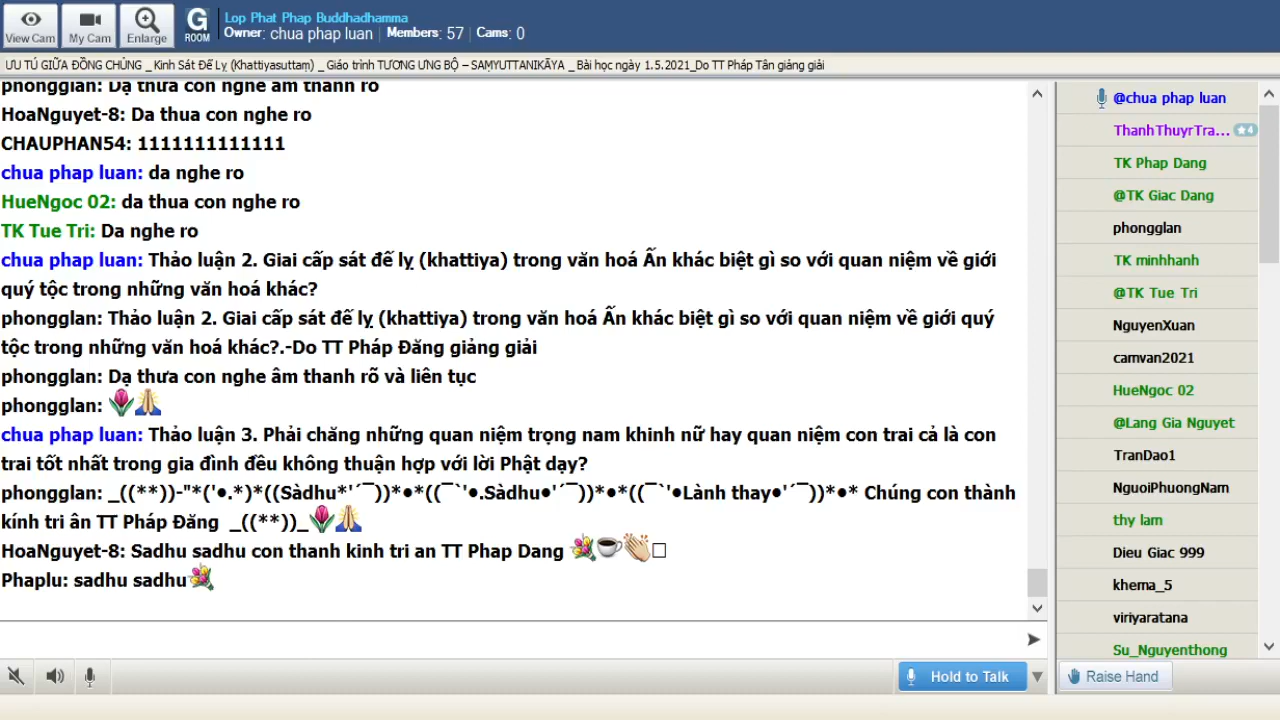 View Cam
My Cam
Enlarge
G
ROOM
Lop Phat Phap Buddhadhamma
Owner: chua phap luan Members: 57 Cams: 0
ƯU TÚ GIỮA ĐỒNG CHỦNG _Kinh Sát Đế Lỵ (Khattiyasuttaṃ) _ Giáo trình TƯƠNG ƯNG BỘ – SAṂYUTTANIKĀYA _Bài học ngày 1.5.2021_Do TT Pháp Tân giảng giải
phongglan: Dạ thưa con nghe âm thanh rõ
HoaNguyet-8: Da thua con nghe ro
CHAUPHAN54: 1111111111111
chua phap luan: da nghe ro
HueNgoc 02: da thua con nghe ro
TK Tue Tri: Da nghe ro
chua phap luan: Thảo luận 2. Giai cấp sát đế lỵ (khattiya) trong văn hoá Ấn khác biệt gì so với quan niệm về giới
quý tộc trong những văn hoá khác?
phongglan: Thảo luận 2. Giai cấp sát đế lỵ (khattiya) trong văn hoá Ấn khác biệt gì so với quan niệm về giới quý
tộc trong những văn hoá khác?.-Do TT Pháp Đăng giảng giải
phongglan: Dạ thưa con nghe âm thanh rõ và liên tục
phongglan: 🌷🙏
chua phap luan: Thảo luận 3. Phải chăng những quan niệm trọng nam khinh nữ hay quan niệm con trai cả là con
trai tốt nhất trong gia đình đều không thuận hợp với lời Phật dạy?
phongglan: _((**))-"*('•.*)*((Sàdhu*'´¯))*•*((¯`'•.Sàdhu•'´¯))*•*((¯`'•Lành thay•'´¯))*•* Chúng con thành
kính tri ân TT Pháp Đăng _((**))_🌷🙏
HoaNguyet-8: Sadhu sadhu con thanh kinh tri an TT Phap Dang 💐☕👏□
Phaplu: sadhu sadhu💐
Hold to Talk
@chua phap luan
ThanhThuyrTra... 4
TK Phap Dang
@TK Giac Dang
phongglan
TK minhhanh
@TK Tue Tri
NguyenXuan
camvan2021
HueNgoc 02
@Lang Gia Nguyet
TranDao1
NguoiPhuongNam
thy lam
Dieu Giac 999
khema_5
viriyaratana
Su_Nguyenthong
Raise Hand